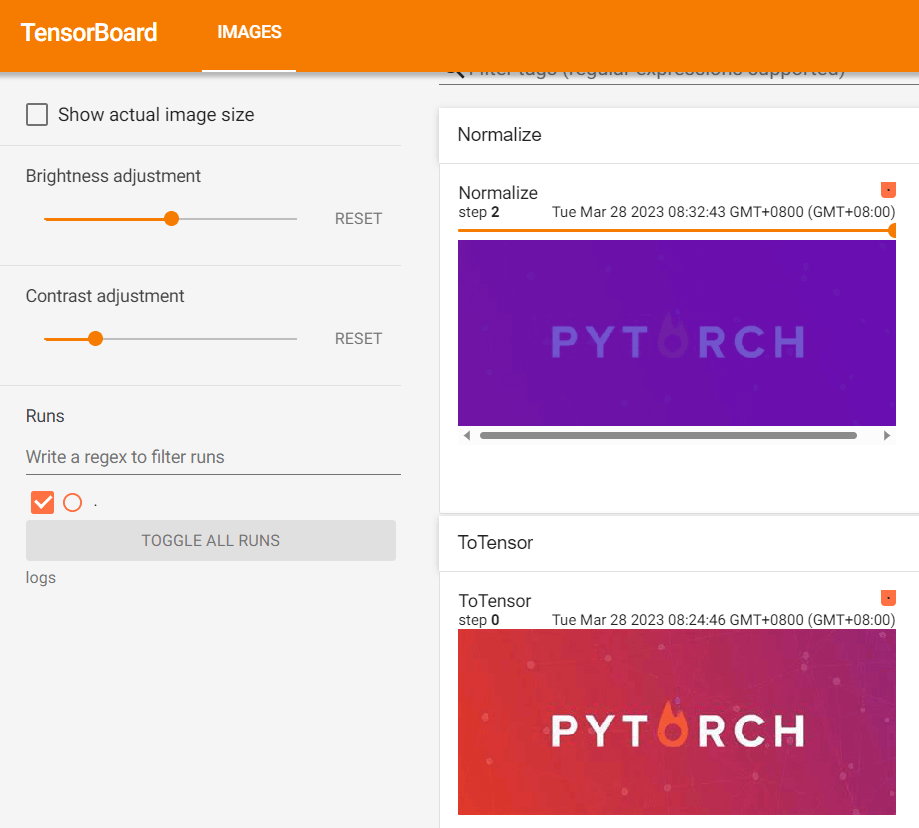 TensorBoard
IMAGES
Show actual image size
Brightness adjustment
RESET
Contrast adjustment
RESET
Runs
Write a regex to filter runs
.
TOGGLE ALL RUNS
logs
Filter tags (regular expressions supported)
Normalize
Normalize
step 2 Tue Mar 28 2023 08:32:43 GMT+0800 (GMT+08:00)
PYTORCH
ToTensor
ToTensor
step 0 Tue Mar 28 2023 08:24:46 GMT+0800 (GMT+08:00)
PYTORCH